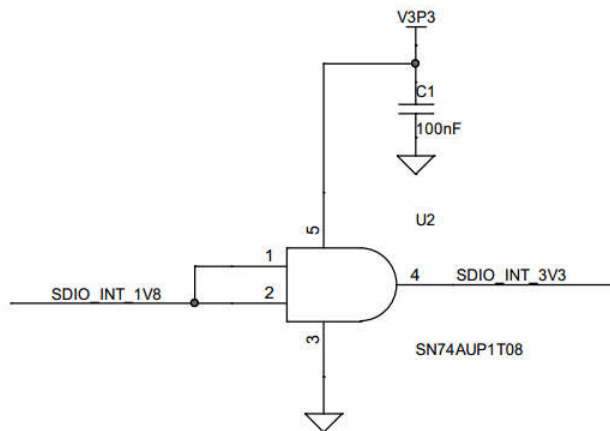 V3P3
C1
100nF
5
U2
1
4
SDIO_INT_3V3
SDIO_INT_1V8
2
3
SN74AUP1T08